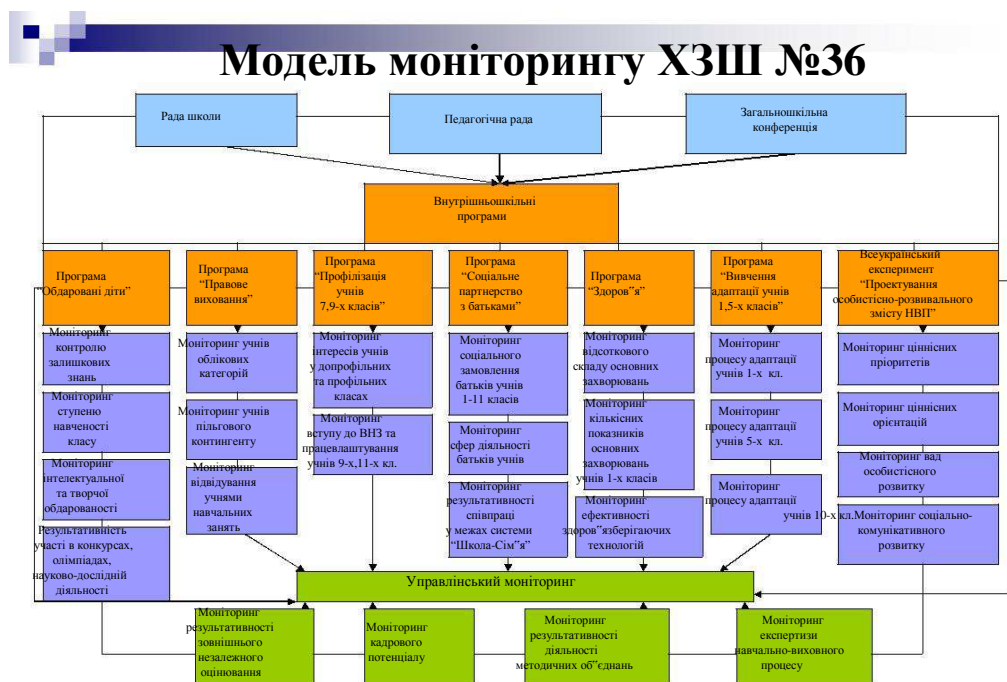 Модель моніторингу ХЗШ №36
Рада школи
Педагогічна рада
Загальношкільна
конференція
Внутрішньошкільні
програми
Програма
“Обдаровані діти”
Програма
“Правове
виховання”
Програма
“Профілізація
учнів
7,9-х класів”
Програма
“Соціальне
партнерство
з батьками”
Програма
“Здоров"я”
Програма
“Вивчення
адаптації учнів
1,5-х класів”
Всеукраїнський
експеримент
“Проектування
особистісно-розвивального
змісту НВП”
Моніторинг
контролю
залишкових
знань
Моніторинг
ступеню
навченості
класу
Моніторинг
інтелектуальної
та творчої
обдарованості
Результативність
участі в конкурсах,
олімпіадах,
науково-дослідній
діяльності
Моніторинг учнів
облікових
категорій
Моніторинг учнів
пільгового
контингенту
Моніторинг
відвідування
учнями
навчальних
занять
Моніторинг
інтересів учнів
у допрофільних
та профільних
класах
Моніторинг
вступу до ВНЗ та
працевлаштування
учнів 9-х,11-х кл.
Моніторинг
соціального
замовлення
батьків учнів
1-11 класів
Моніторинг
сфер діяльності
батьків учнів
Моніторинг
результативності
співпраці
у межах системи
“Школа-Сім"я”
Моніторинг
відсоткового
складу основних
захворювань
Моніторинг
кількісних
показників
основних
захворювань
учнів 1-х класів
Моніторинг
ефективності
здоров"язберігаючих
технологій
Моніторинг
процесу адаптації
учнів 1-х кл.
Моніторинг
процесу адаптації
учнів 5-х кл.
Моніторинг
процесу адаптації
учнів 10-х кл.
Моніторинг ціннісних
пріоритетів
Моніторинг ціннісних
орієнтацій
Моніторинг вад
особистісного
розвитку
Моніторинг соціально-
комунікативного
розвитку
Управлінський моніторинг
Моніторинг
результативності
зовнішнього
незалежного
оцінювання
Моніторинг
кадрового
потенціалу
Моніторинг
результативності
діяльності
методичних об"єднань
Моніторинг
експертизи
навчально-виховного
процесу